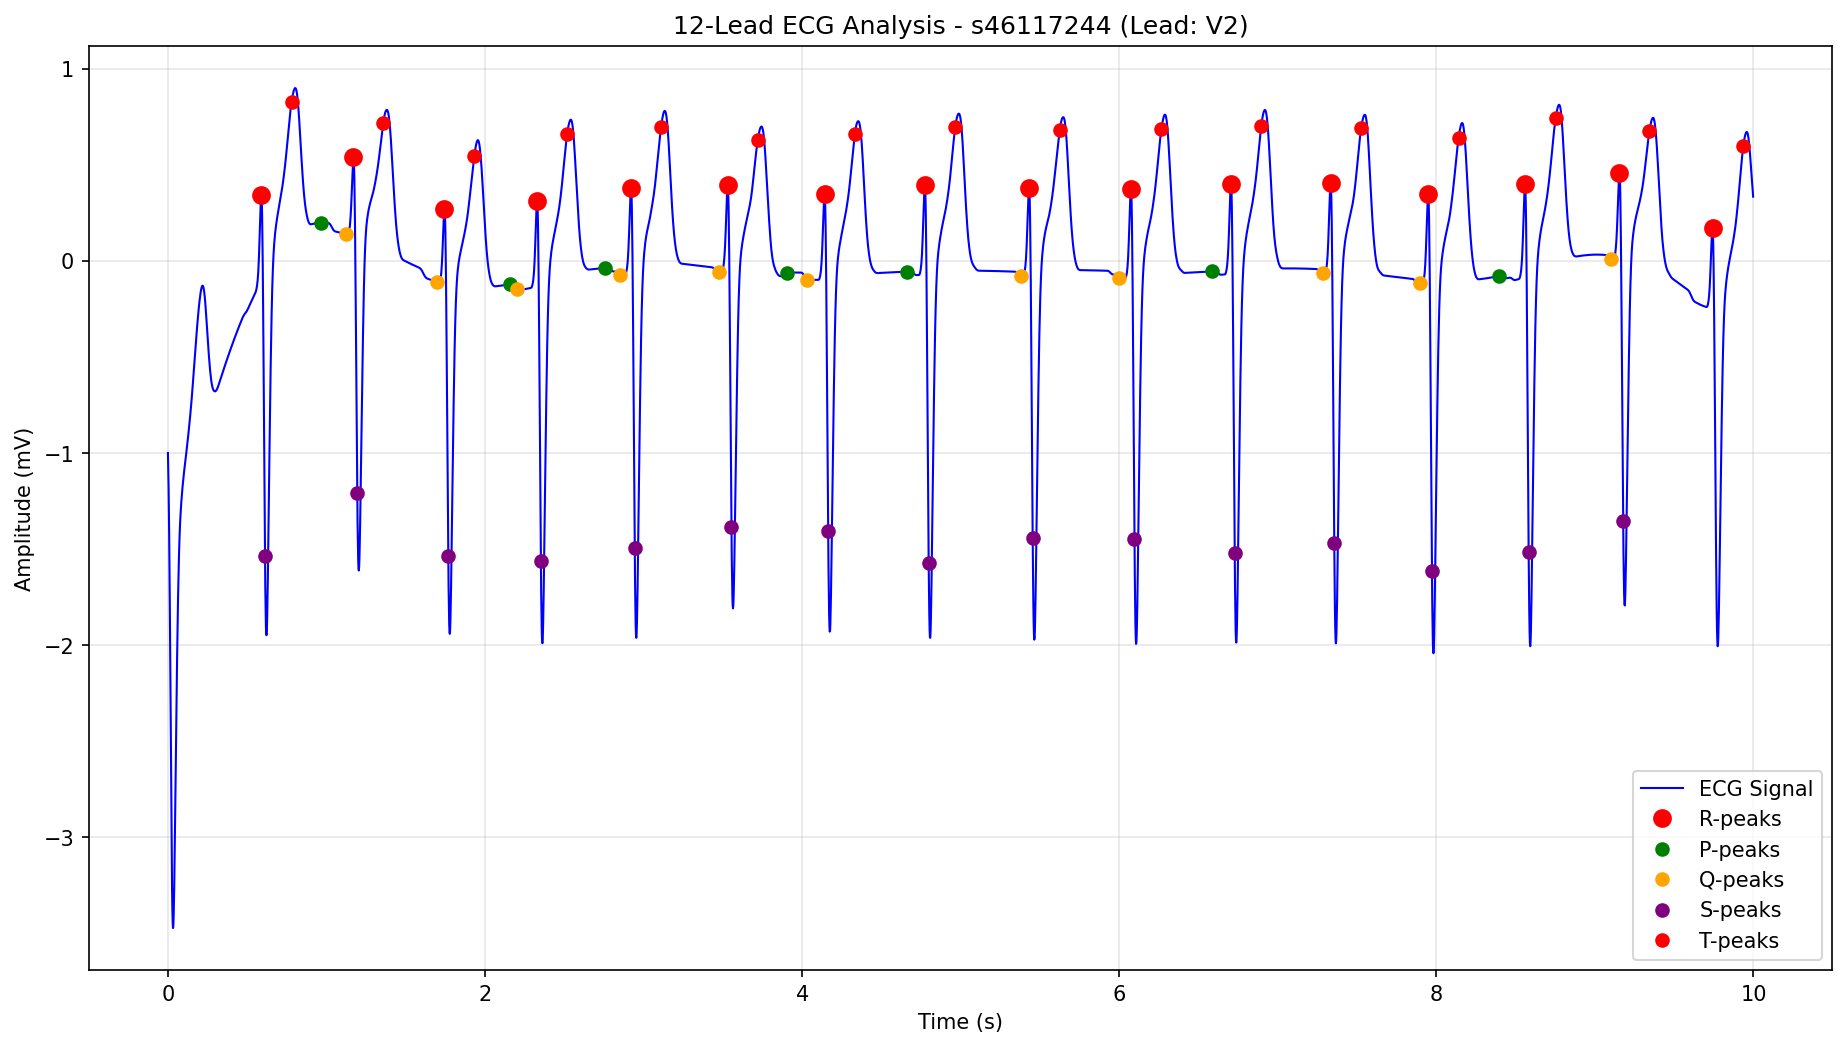 12-Lead ECG Analysis - s46117244 (Lead: V2)
1
0
−1
−2
−3
Amplitude (mV)
0 2 4 6 8 10
Time (s)
ECG Signal
R-peaks
P-peaks
Q-peaks
S-peaks
T-peaks